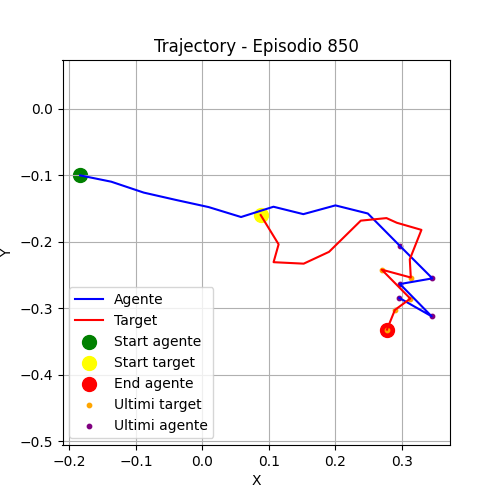 Trajectory - Episodio 850
0.0
−0.1
−0.2
−0.3
−0.4
−0.5
Y
Agente
Target
Start agente
Start target
End agente
Ultimi target
Ultimi agente
−0.2
−0.1
0.0
0.1
0.2
0.3
X